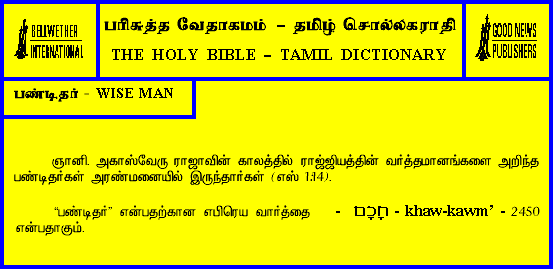 BELLWETHER INTERNATIONAL
பரிசுத்த வேதாகமம் – தமிழ் சொல்லகராதி
THE HOLY BIBLE – TAMIL DICTIONARY
GOOD NEWS PUBLISHERS
பண்டிதர் - WISE MAN
ஞானி. அகாஸ்வேரு ராஜாவின் காலத்தில் ராஜ்ஜியத்தின் வர்த்தமானங்களை அறிந்த
பண்டிதர்கள் அரண்மனையில் இருந்தார்கள் (எஸ் 1:14).
“பண்டிதர்” என்பதற்கான எபிரெய வார்த்தை - חָכָם - khaw-kawm’ - 2450
என்பதாகும்.